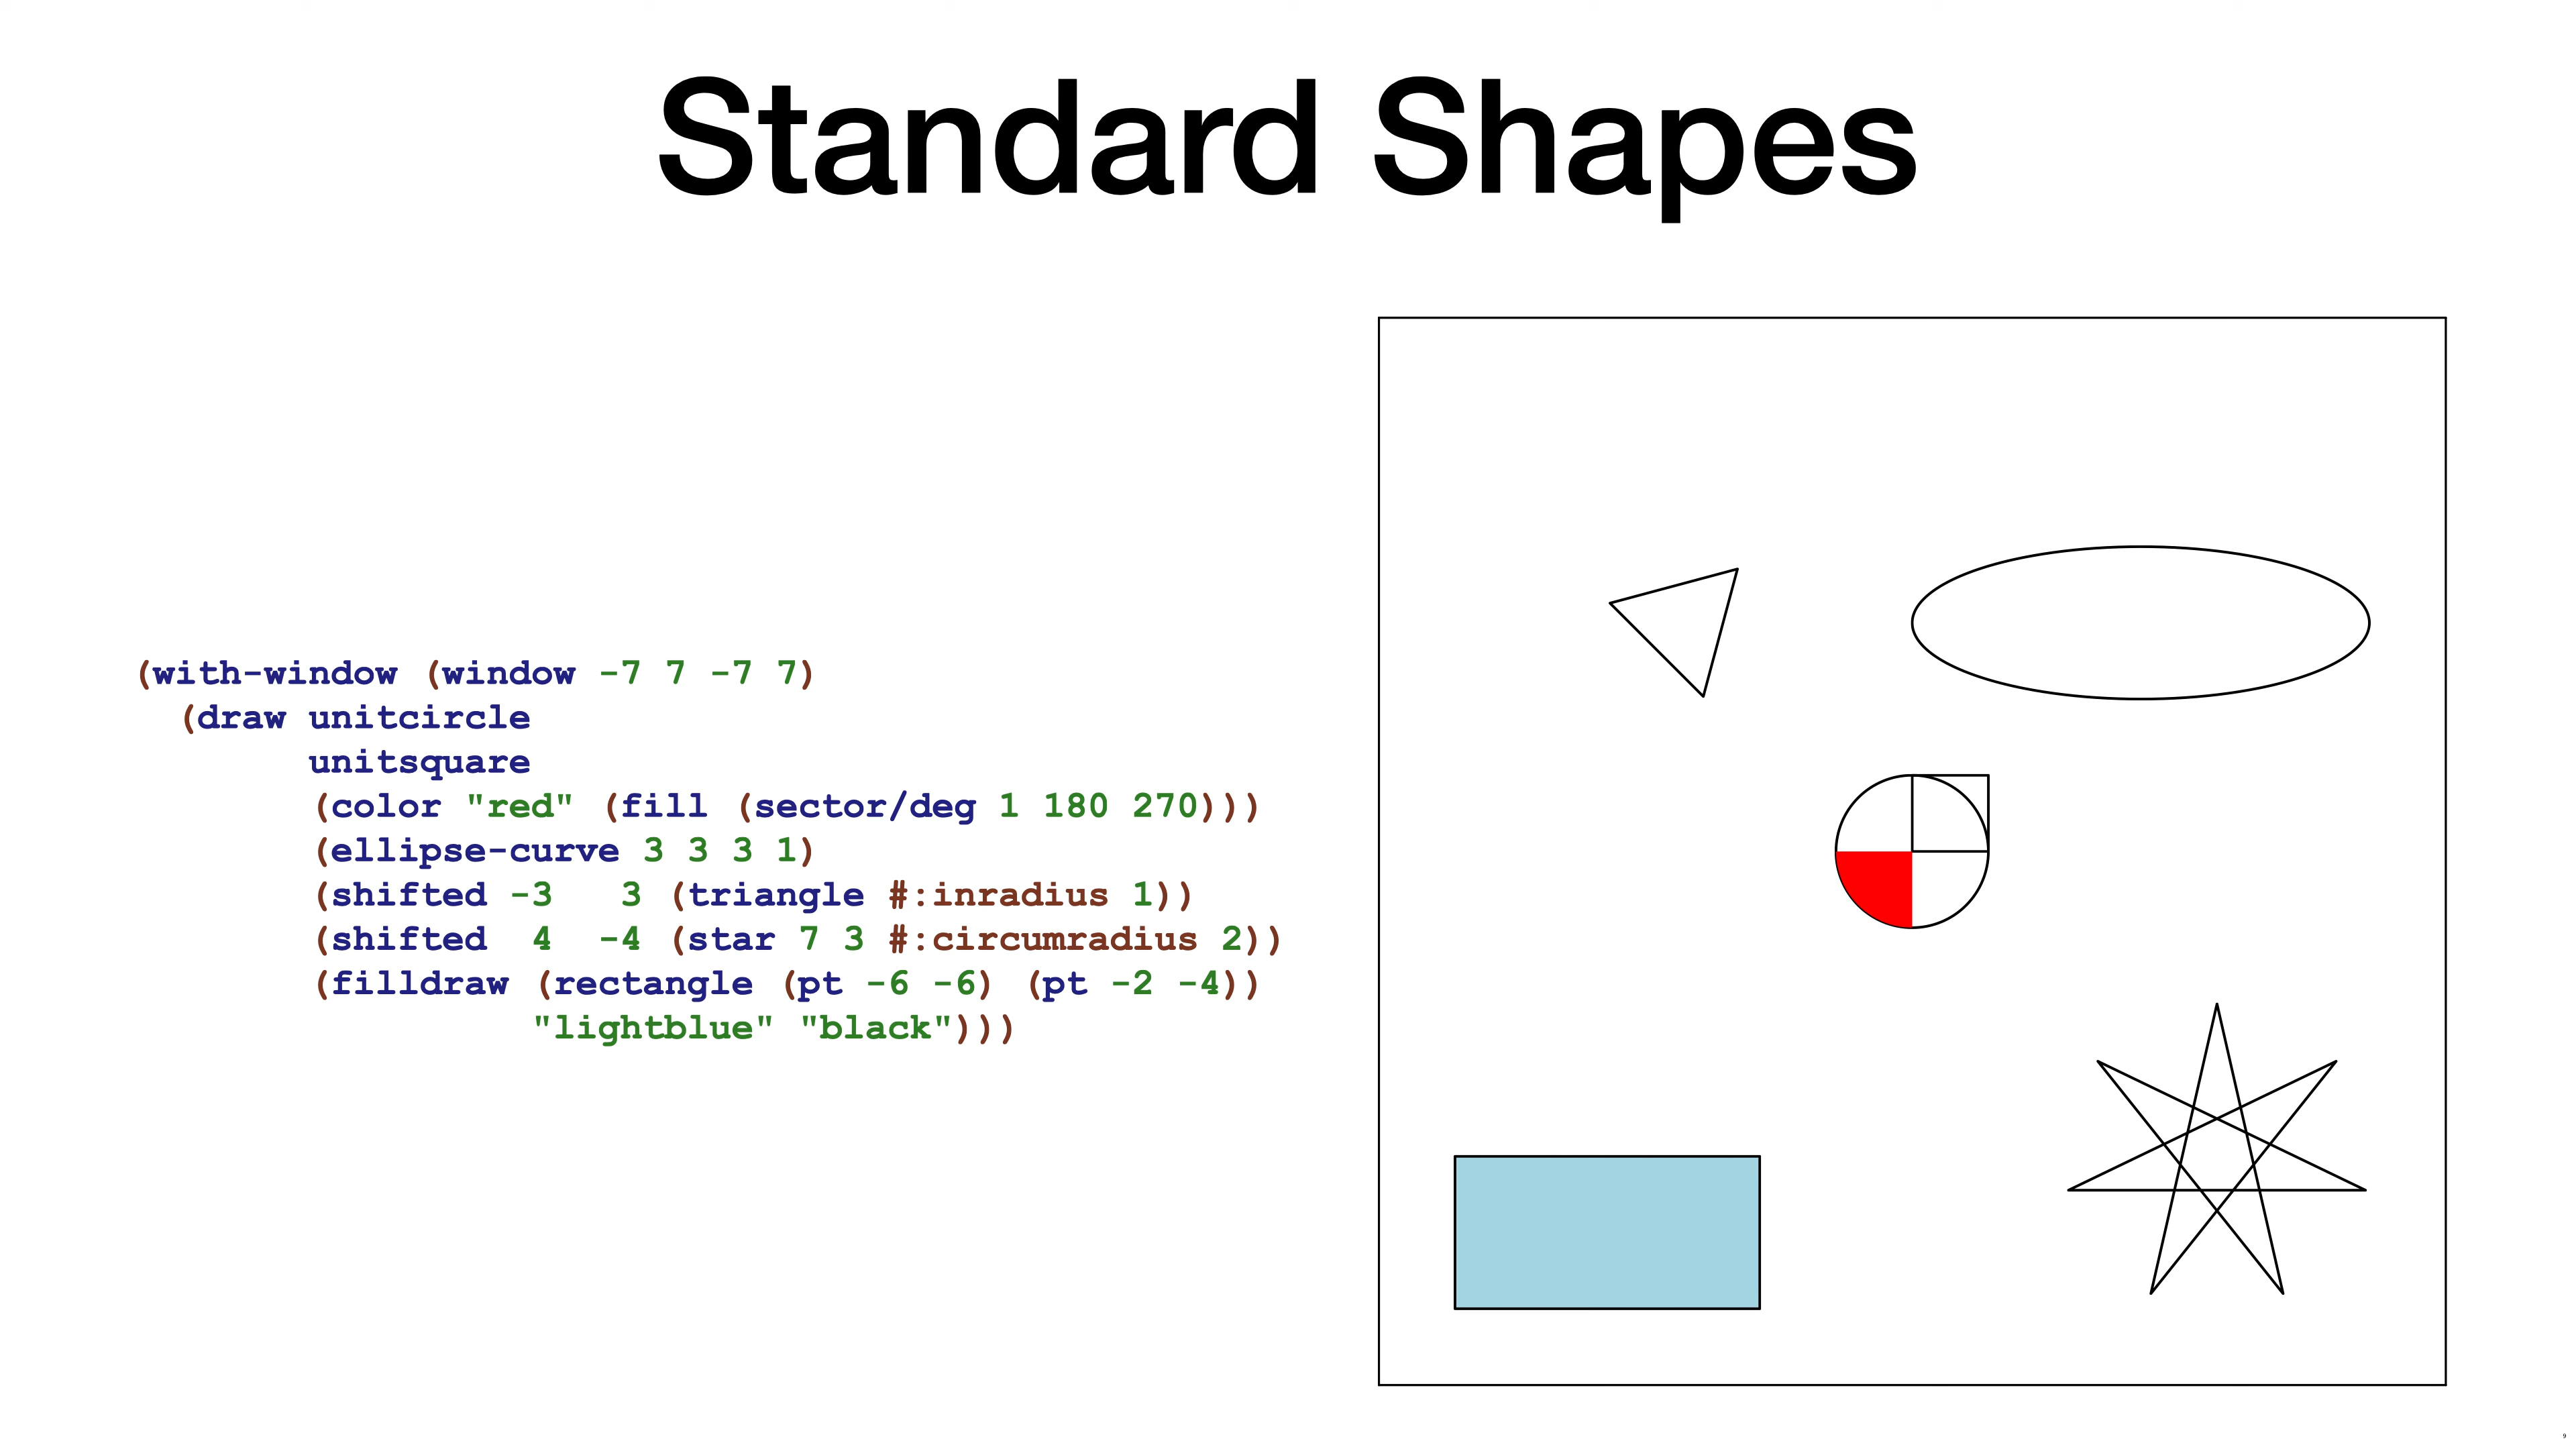 Standard Shapes
(with-window (window -7 7 -7 7)
  (draw unitcircle
        unitsquare
        (color "red" (fill (sector/deg 1 180 270)))
        (ellipse-curve 3 3 3 1)
        (shifted -3   3 (triangle #:inradius 1))
        (shifted  4  -4 (star 7 3 #:circumradius 2))
        (filldraw (rectangle (pt -6 -6) (pt -2 -4))
                  "lightblue" "black")))
9